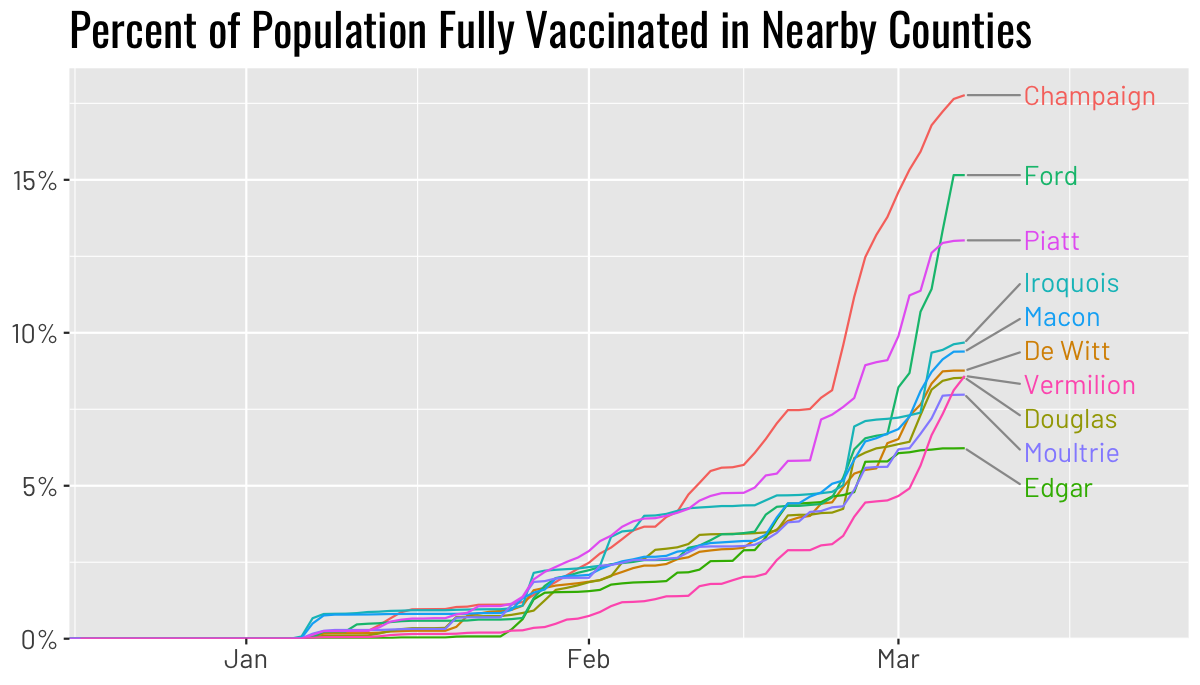 Percent of Population Fully Vaccinated in Nearby Counties
Champaign
15%
Ford
Piatt
Iroquois
10%
Macon
De Witt
Vermilion
Douglas
Moultrie
5%
Edgar
0%
Jan
Feb
Mar